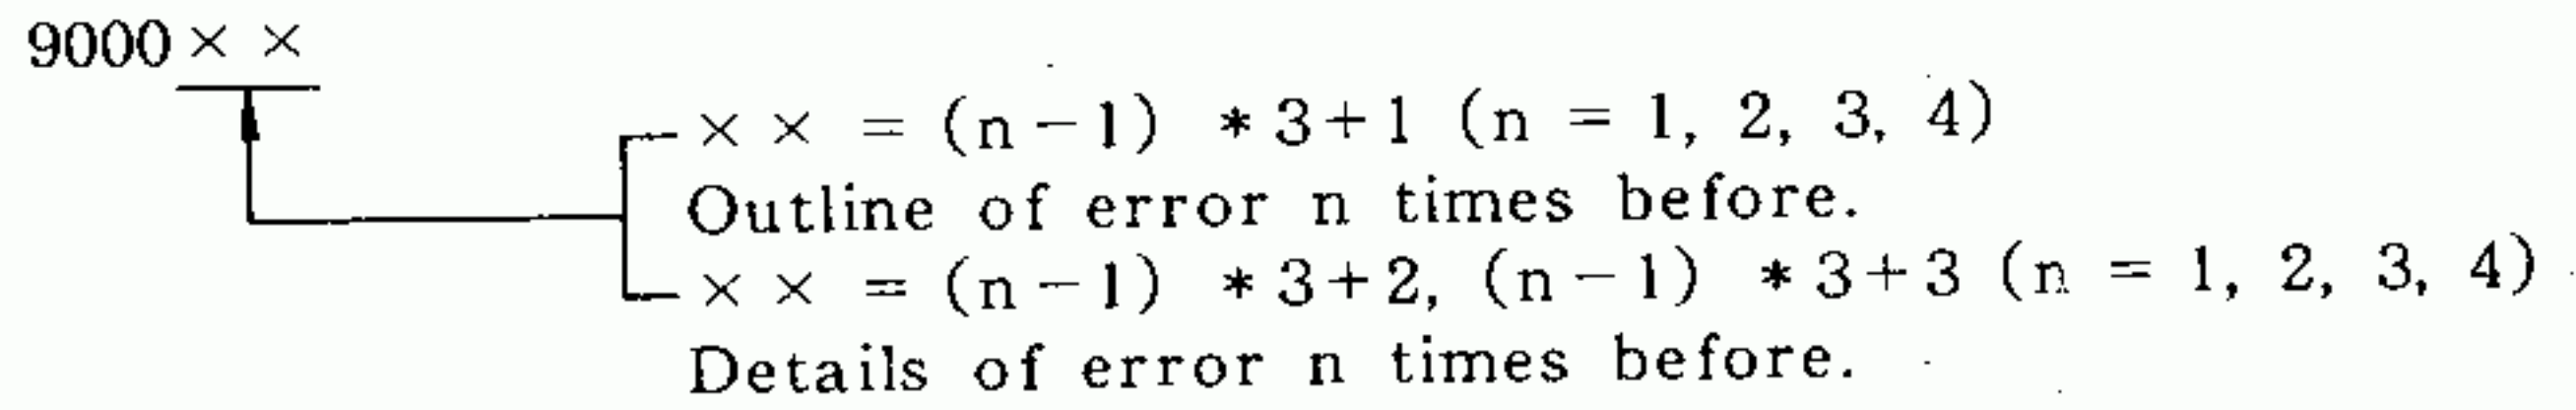 9000××
×× = (n-1) *3+1 (n = 1, 2, 3, 4)
Outline of error n times before.
×× = (n-1) *3+2, (n-1) *3+3 (n = 1, 2, 3, 4)
Details of error n times before.